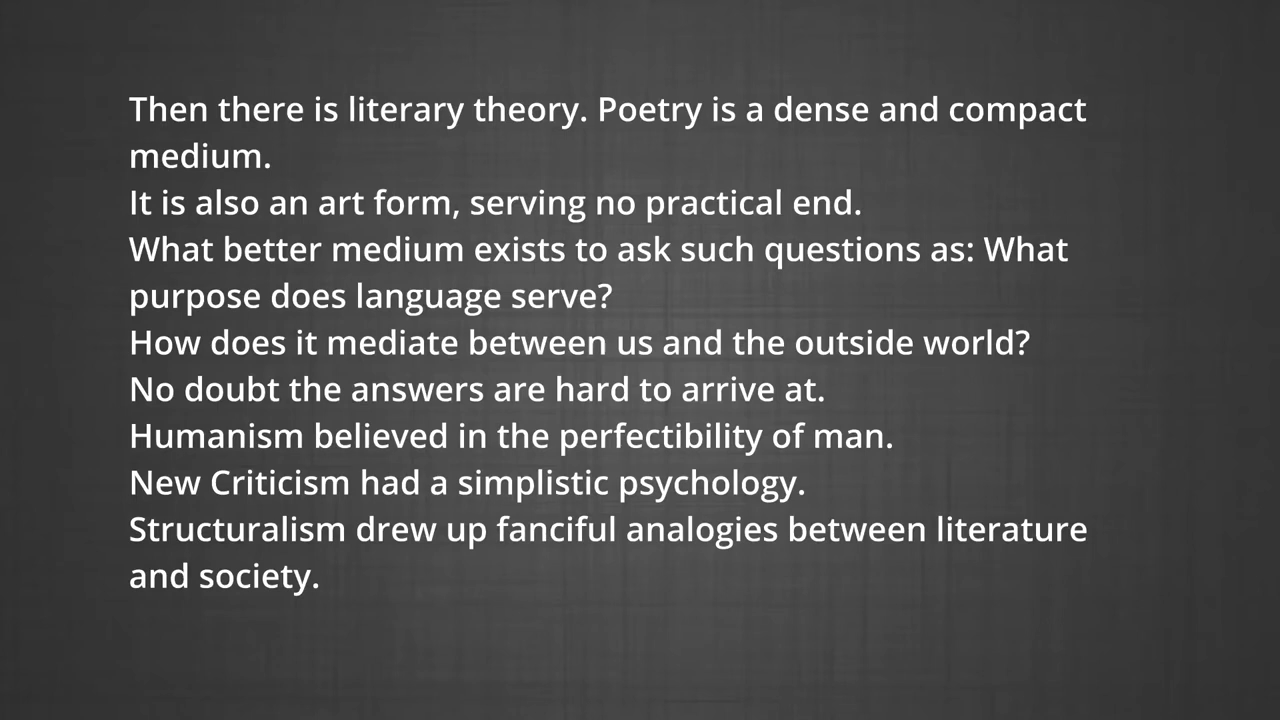 Then there is literary theory. Poetry is a dense and compact
medium.
It is also an art form, serving no practical end.
What better medium exists to ask such questions as: What
purpose does language serve?
How does it mediate between us and the outside world?
No doubt the answers are hard to arrive at.
Humanism believed in the perfectibility of man.
New Criticism had a simplistic psychology.
Structuralism drew up fanciful analogies between literature
and society.